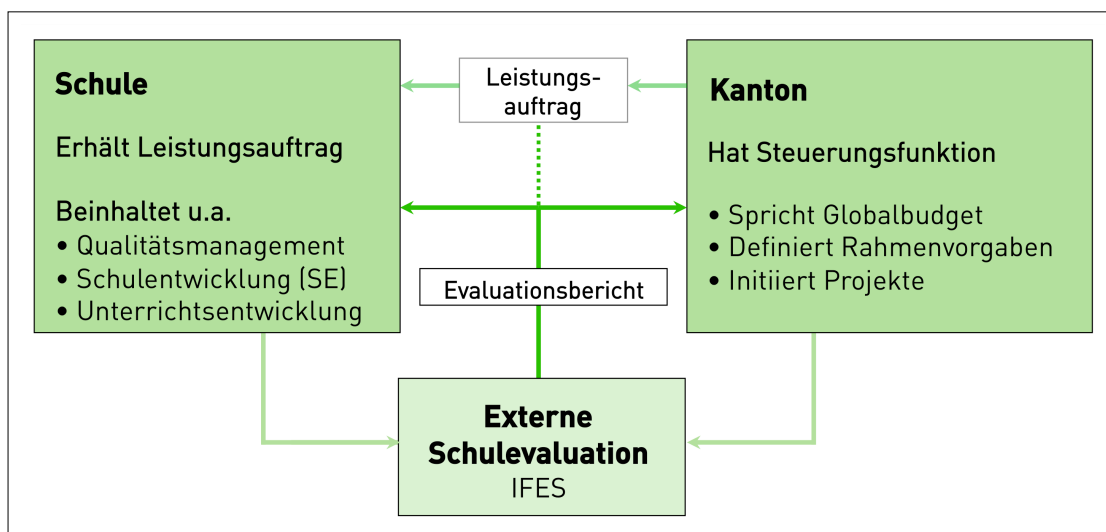 Schule
Erhält Leistungsauftrag
Beinhaltet u.a.
• Qualitätsmanagement
• Schulentwicklung (SE)
• Unterrichtsentwicklung
Leistungs-
auftrag
Kanton
Hat Steuerungsfunktion
• Spricht Globalbudget
• Definiert Rahmenvorgaben
• Initiiert Projekte
Evaluationsbericht
Externe
Schulevaluation
IFES